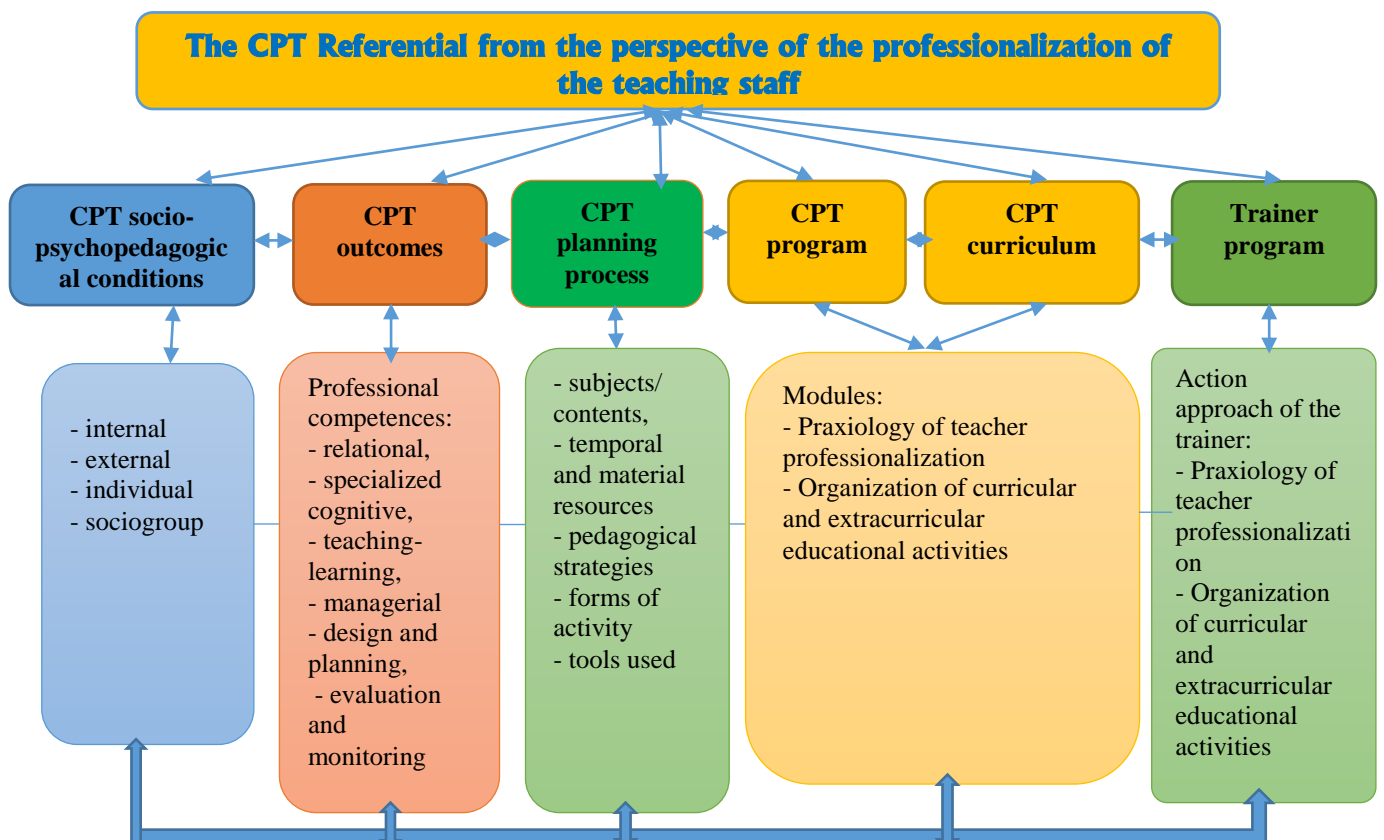 The CPT Referential from the perspective of the professionalization of
the teaching staff
CPT socio-
psychopedagogic
al conditions
CPT
outcomes
CPT
planning
process
CPT
program
CPT
curriculum
Trainer
program
- internal
- external
- individual
- sociogroup
Professional
competences:
- relational,
- specialized
cognitive,
- teaching-
learning,
- managerial
- design and
planning,
- evaluation
and
monitoring
- subjects/
contents,
- temporal
and material
resources
- pedagogical
strategies
- forms of
activity
- tools used
Modules:
- Praxiology of teacher
professionalization
- Organization of curricular
and extracurricular
educational activities
Action
approach of the
trainer:
- Praxiology of
teacher
professionalizati
on
- Organization
of curricular
and
extracurricular
educational
activities